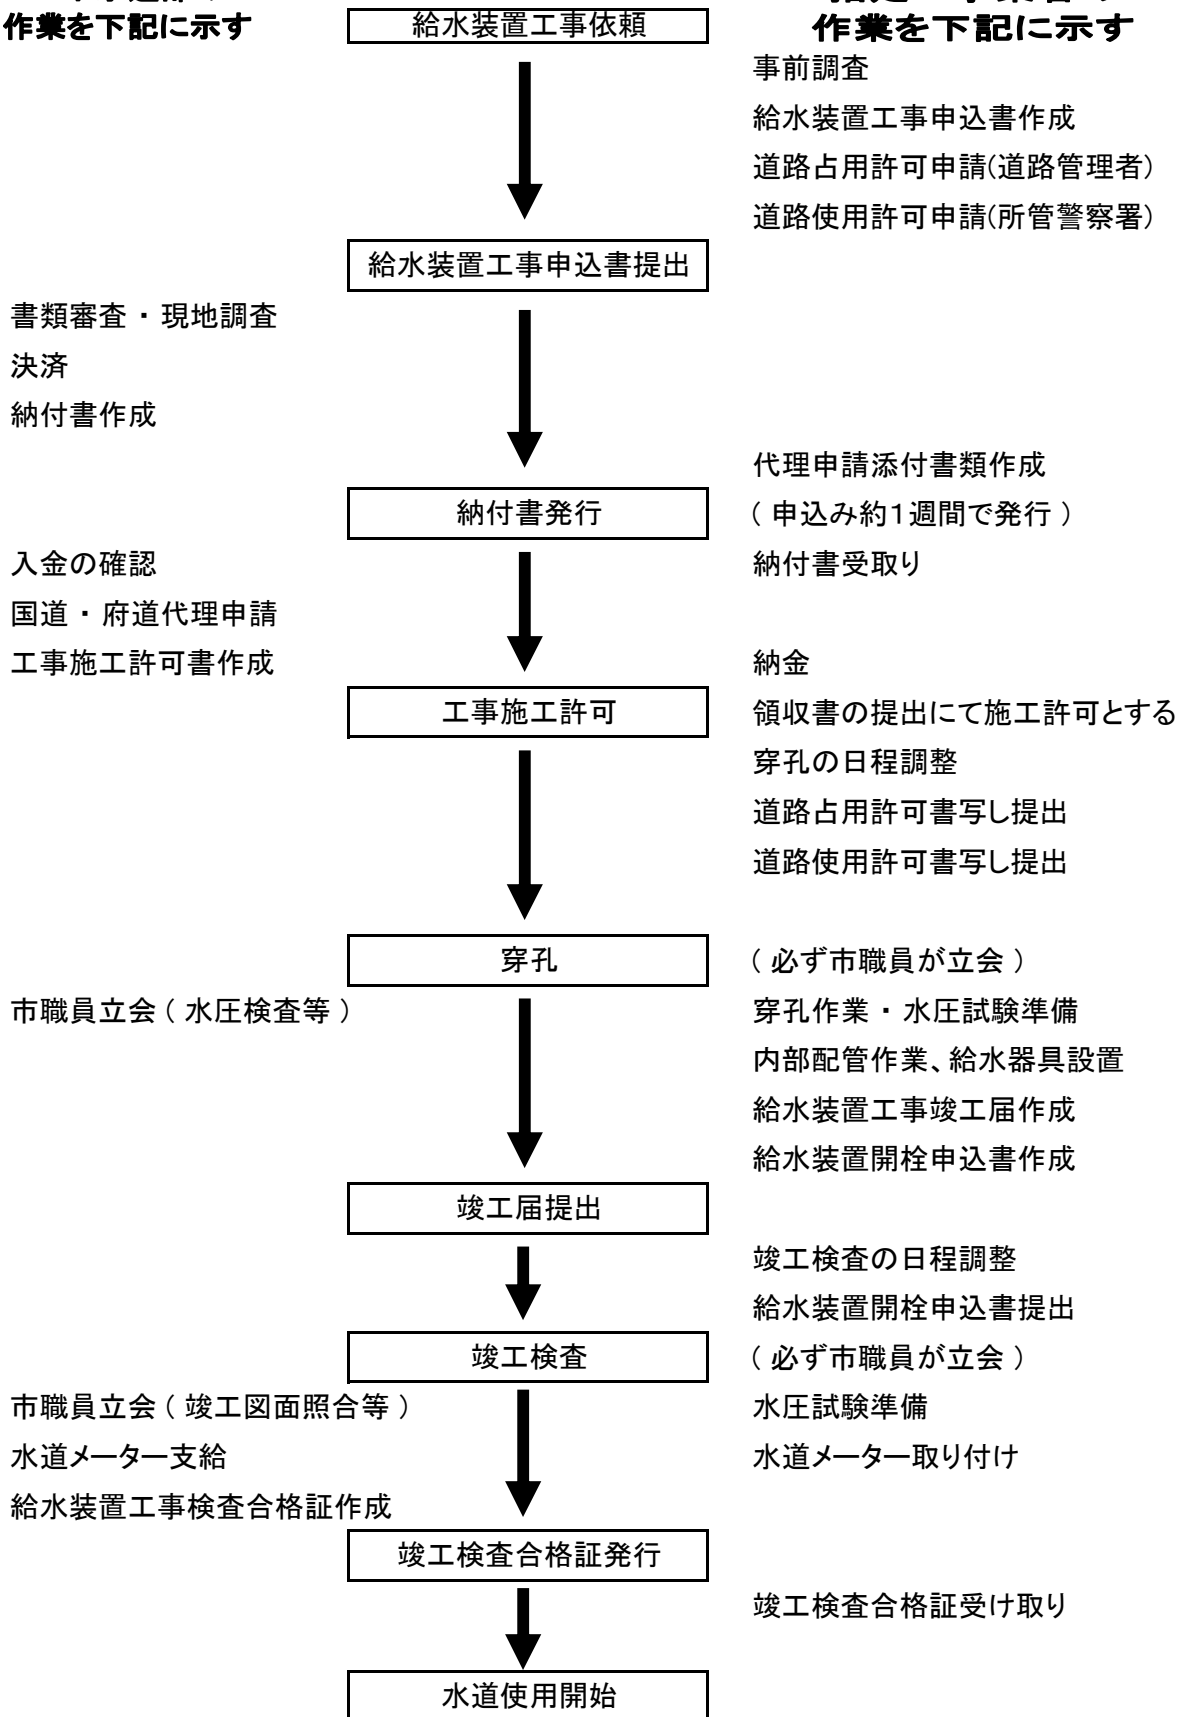 作業を下記に示す
給水装置工事依頼
作業を下記に示す
事前調査
給水装置工事申込書作成
道路占用許可申請(道路管理者)
道路使用許可申請(所管警察署)
給水装置工事申込書提出
書類審査・現地調査
決済
納付書作成
代理申請添付書類作成
納付書発行
(申込み約1週間で発行)
入金の確認
納付書受取り
国道・府道代理申請
工事施工許可書作成
納金
工事施工許可
領収書の提出にて施工許可とする
穿孔の日程調整
道路占用許可書写し提出
道路使用許可書写し提出
穿孔
(必ず市職員が立会)
市職員立会(水圧検査等)
穿孔作業・水圧試験準備
内部配管作業、給水器具設置
給水装置工事竣工届作成
給水装置開栓申込書作成
竣工届提出
竣工検査の日程調整
給水装置開栓申込書提出
竣工検査
(必ず市職員が立会)
市職員立会(竣工図面照合等)
水圧試験準備
水道メーター支給
水道メーター取り付け
給水装置工事検査合格証作成
竣工検査合格証発行
竣工検査合格証受け取り
水道使用開始